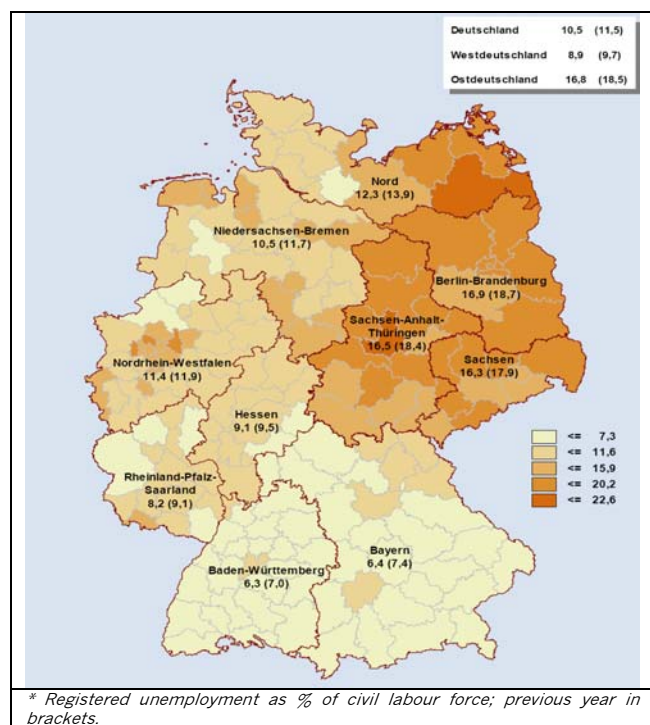 Deutschland 10,5 (11,5)
Westdeutschland 8,9 (9,7)
Ostdeutschland 16,8 (18,5)
Nord
12,3 (13,9)
Niedersachsen-Bremen
10,5 (11,7)
Berlin-Brandenburg
16,9 (18,7)
Sachsen-Anhalt-
Thüringen
16,5 (18,4)
Nordrhein-Westfalen
11,4 (11,9)
Sachsen
16,3 (17,9)
Hessen
9,1 (9,5)
<= 7,3
<= 11,6
<= 15,9
<= 20,2
<= 22,6
Rheinland-Pfalz-
Saarland
8,2 (9,1)
Bayern
6,4 (7,4)
Baden-Württemberg
6,3 (7,0)
* Registered unemployment as % of civil labour force; previous year in
brackets.